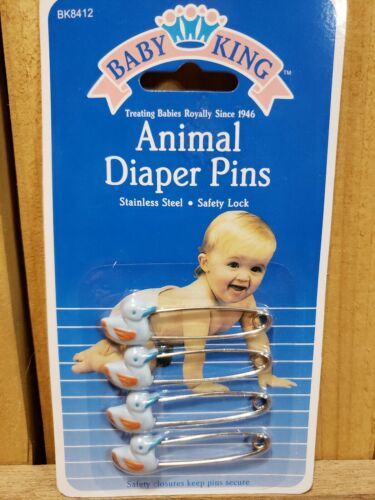 BK8412
BABY KING
TM
Treating Babies Royally Since 1946
Animal
Diaper Pins
Stainless Steel • Safety Lock
Safety closures keep pins secure